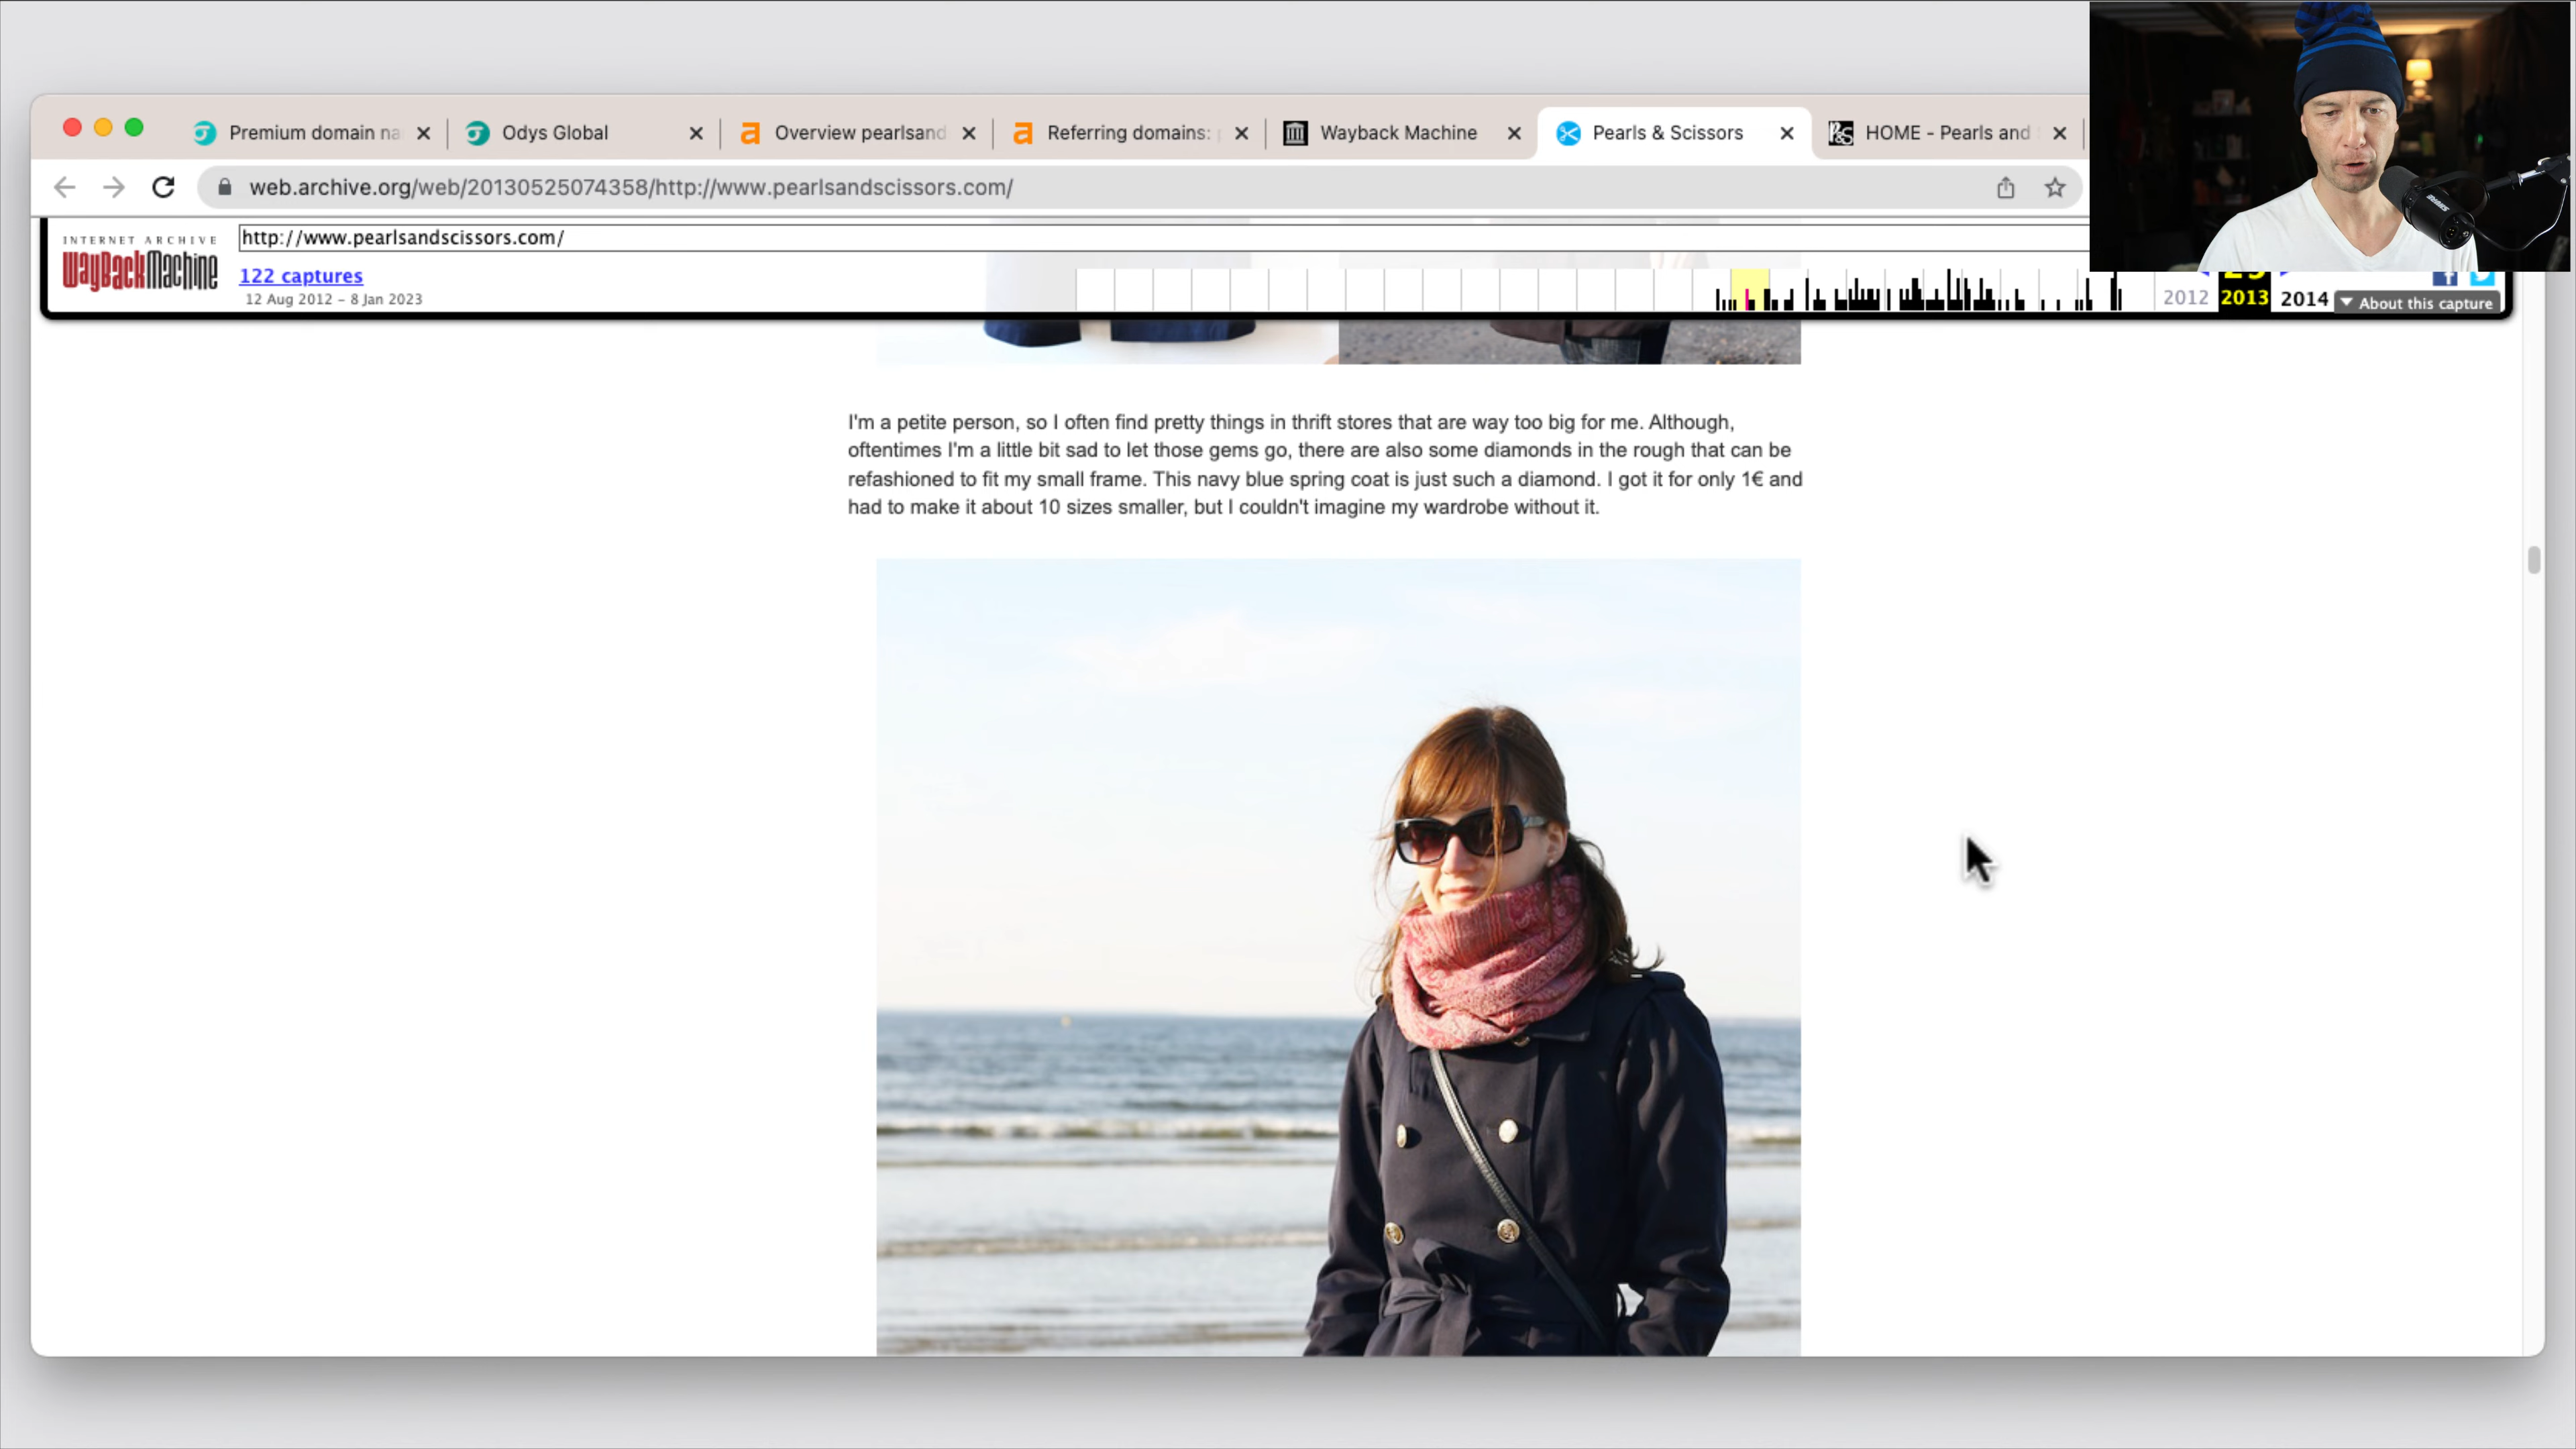 Premium domain na
Odys Global
Overview pearlsand
Referring domains:
Wayback Machine
Pearls & Scissors
HOME - Pearls and
web.archive.org/web/20130525074358/http://www.pearlsandscissors.com/
INTERNET ARCHIVE
WayBackMachine
http://www.pearlsandscissors.com/
122 captures
12 Aug 2012 – 8 Jan 2023
2012 2013 2014
About this capture
I'm a petite person, so I often find pretty things in thrift stores that are way too big for me. Although,
oftentimes I'm a little bit sad to let those gems go, there are also some diamonds in the rough that can be
refashioned to fit my small frame. This navy blue spring coat is just such a diamond. I got it for only 1€ and
had to make it about 10 sizes smaller, but I couldn't imagine my wardrobe without it.